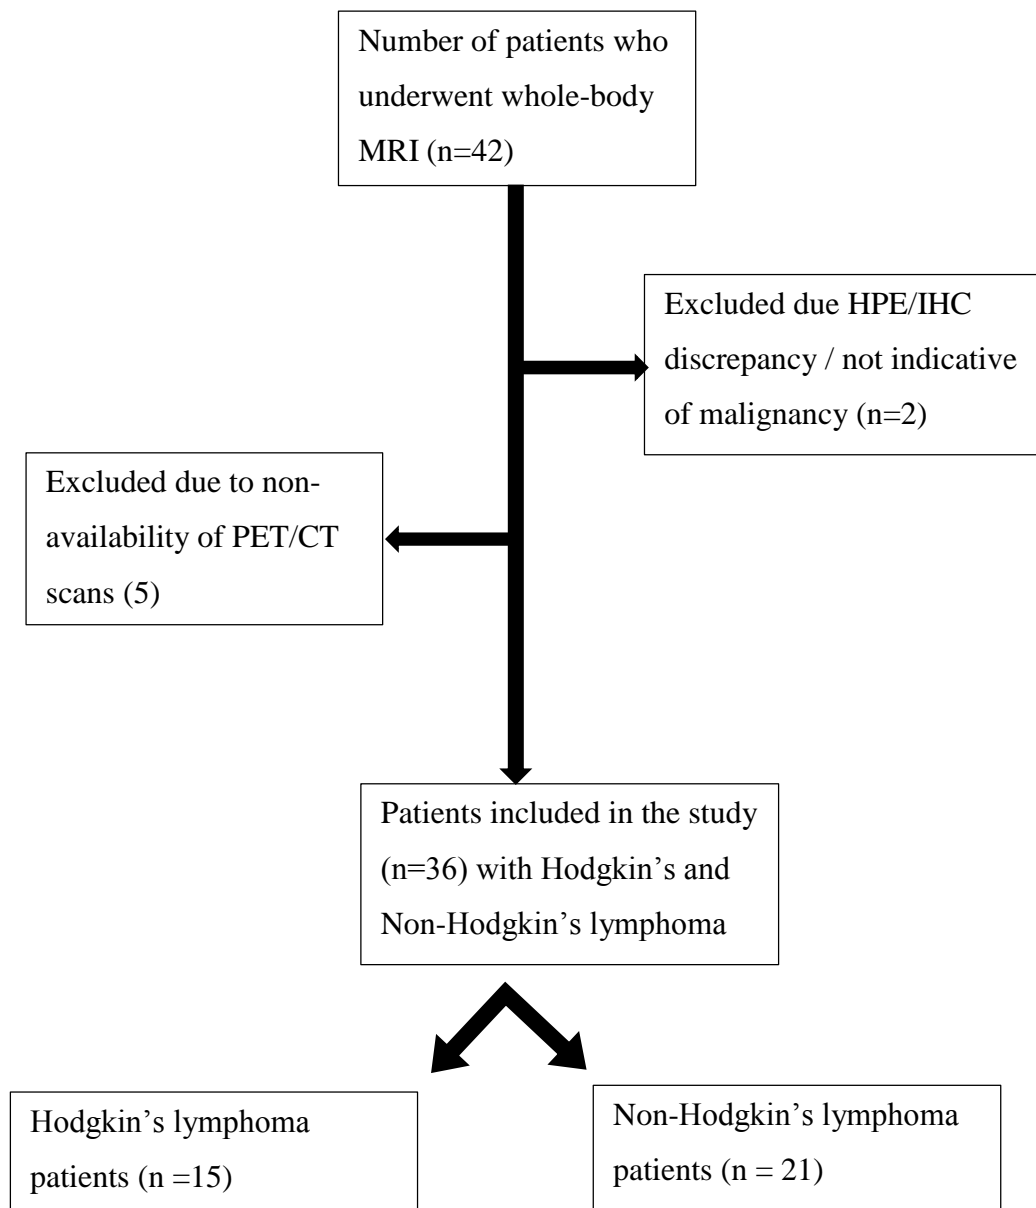 Number of patients who
underwent whole-body
MRI (n=42)
Excluded due HPE/IHC
discrepancy / not indicative
of malignancy (n=2)
Excluded due to non-
availability of PET/CT
scans (5)
Patients included in the study
(n=36) with Hodgkin’s and
Non-Hodgkin’s lymphoma
Hodgkin’s lymphoma
patients (n =15)
Non-Hodgkin’s lymphoma
patients (n = 21)